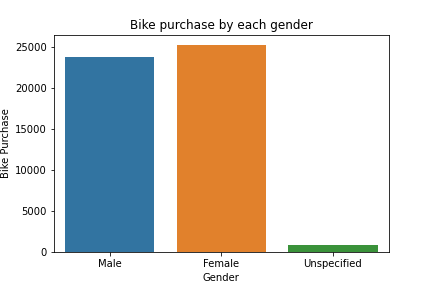 Bike purchase by each gender
25000
20000
15000
10000
5000
0
Bike Purchase
Male Female Unspecified
Gender